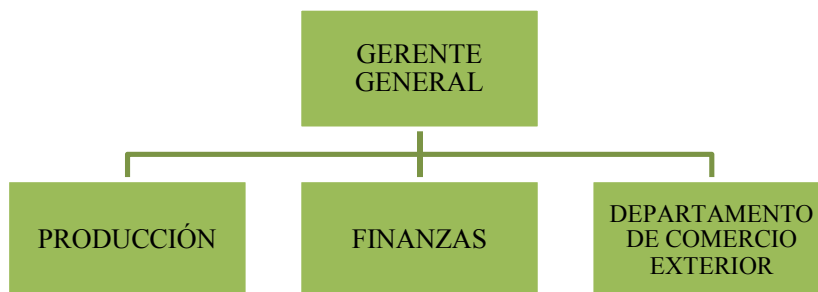 GERENTE
GENERAL
PRODUCCIÓN
FINANZAS
DEPARTAMENTO
DE COMERCIO
EXTERIOR